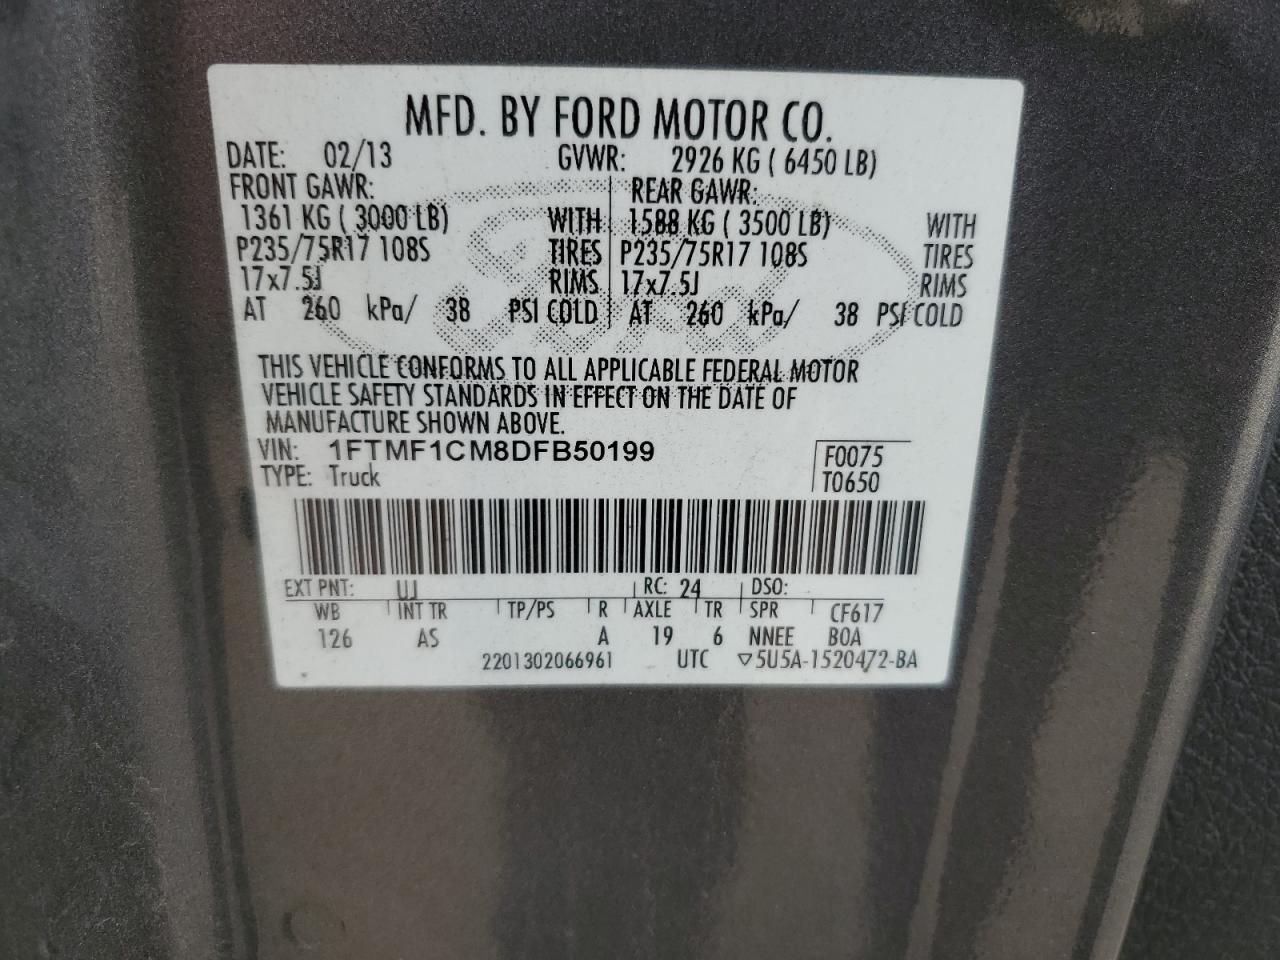 MFD. BY FORD MOTOR CO.
DATE: 02/13 GVWR: 2926 KG ( 6450 LB)
FRONT GAWR: REAR GAWR:
1361 KG ( 3000 LB) WITH 1588 KG ( 3500 LB) WITH
P235/75R17 108S TIRES P235/75R17 108S TIRES
17x7.5J RIMS 17x7.5J RIMS
AT 260 kPa/ 38 PSI COLD AT 260 kPa/ 38 PSI COLD
THIS VEHICLE CONFORMS TO ALL APPLICABLE FEDERAL MOTOR
VEHICLE SAFETY STANDARDS IN EFFECT ON THE DATE OF
MANUFACTURE SHOWN ABOVE.
VIN: 1FTMF1CM8DFB50199 F0075
TYPE: Truck T0650
EXT PNT: UJ RC: 24 DSO:
WB INT TR TP/PS R AXLE TR SPR CF617
126 AS A 19 6 NNEE BOA
2201302066961 UTC ▽5U5A-1520472-BA